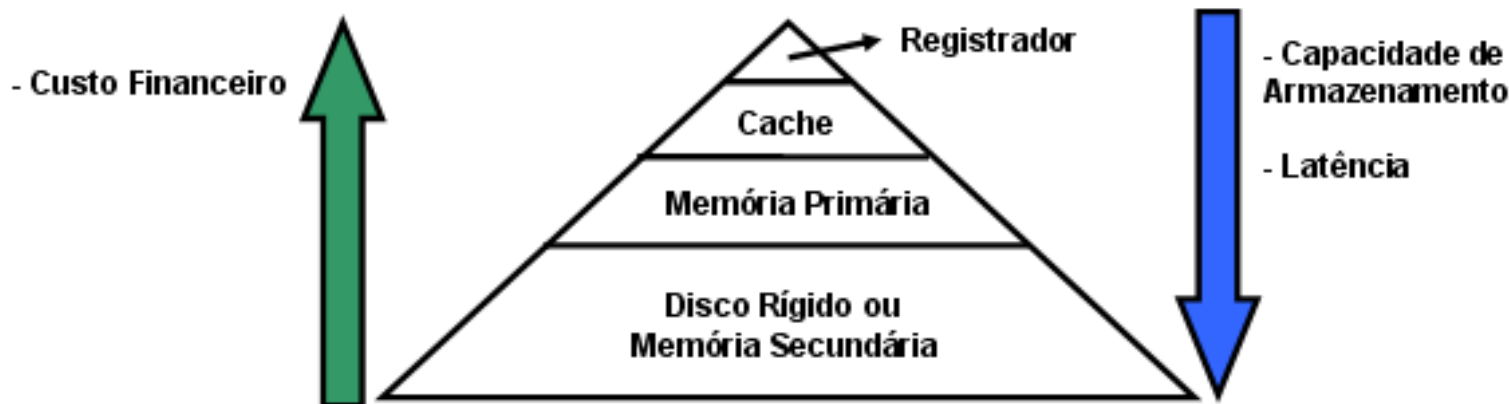 - Custo Financeiro
Registrador
Cache
Memória Primária
Disco Rígido ou
Memória Secundária
- Capacidade de
Armazenamento
- Latência